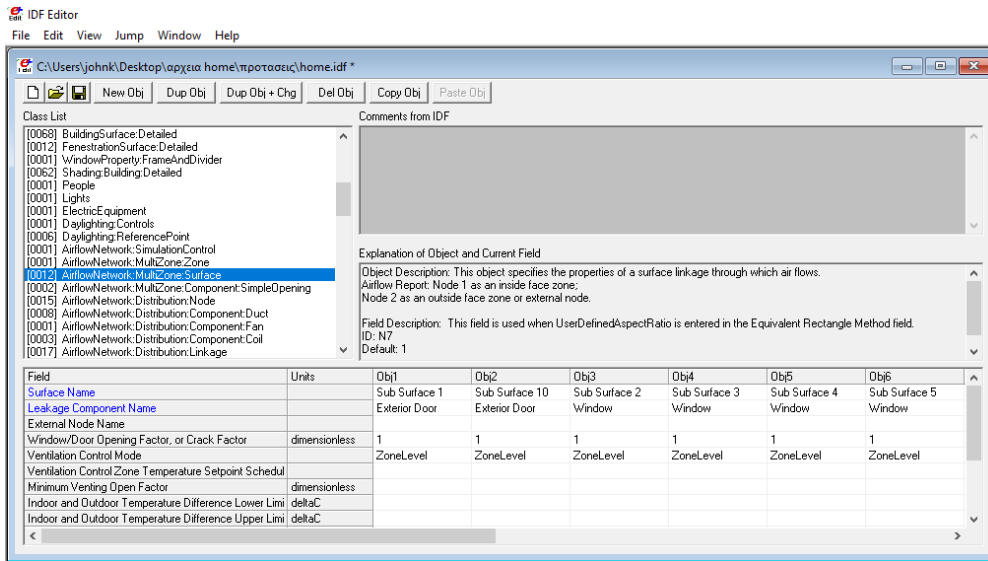 IDF Editor
File Edit View Jump Window Help
C:\Users\johnk\Desktop\αρχεια home\προτασεις\home.idf *
New Obj Dup Obj Dup Obj + Chg Del Obj Copy Obj Paste Obj
Class List
[0068] BuildingSurface:Detailed
[0012] FenestrationSurface:Detailed
[0001] WindowProperty:FrameAndDivider
[0062] Shading:Building:Detailed
[0001] People
[0001] Lights
[0001] ElectricEquipment
[0001] Daylighting:Controls
[0006] Daylighting:ReferencePoint
[0001] AirflowNetwork:SimulationControl
[0001] AirflowNetwork:MultiZone:Zone
[0012] AirflowNetwork:MultiZone:Surface
[0002] AirflowNetwork:MultiZone:Component:SimpleOpening
[0015] AirflowNetwork:Distribution:Node
[0008] AirflowNetwork:Distribution:Component:Duct
[0001] AirflowNetwork:Distribution:Component:Fan
[0003] AirflowNetwork:Distribution:Component:Coil
[0017] AirflowNetwork:Distribution:Linkage
Comments from IDF
Explanation of Object and Current Field
Object Description: This object specifies the properties of a surface linkage through which air flows.
Airflow Report: Node 1 as an inside face zone;
Node 2 as an outside face zone or external node.
Field Description: This field is used when UserDefinedAspectRatio is entered in the Equivalent Rectangle Method field.
ID: N7
Default: 1
Field Units Obj1 Obj2 Obj3 Obj4 Obj5 Obj6
Surface Name Sub Surface 1 Sub Surface 10 Sub Surface 2 Sub Surface 3 Sub Surface 4 Sub Surface 5
Leakage Component Name Exterior Door Exterior Door Window Window Window Window
External Node Name
Window/Door Opening Factor, or Crack Factor dimensionless 1 1 1 1 1 1
Ventilation Control Mode ZoneLevel ZoneLevel ZoneLevel ZoneLevel ZoneLevel ZoneLevel
Ventilation Control Zone Temperature Setpoint Schedul
Minimum Venting Open Factor dimensionless
Indoor and Outdoor Temperature Difference Lower Limi deltaC
Indoor and Outdoor Temperature Difference Upper Limi deltaC